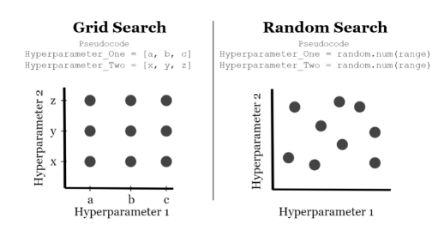 Grid Search
Pseudocode
Hyperparameter_One = [a, b, c]
Hyperparameter_Two = [x, y, z]
Hyperparameter 2
z
y
x
a b c
Hyperparameter 1
Random Search
Pseudocode
Hyperparameter_One = random.num(range)
Hyperparameter_Two = random.num(range)
Hyperparameter 2
Hyperparameter 1